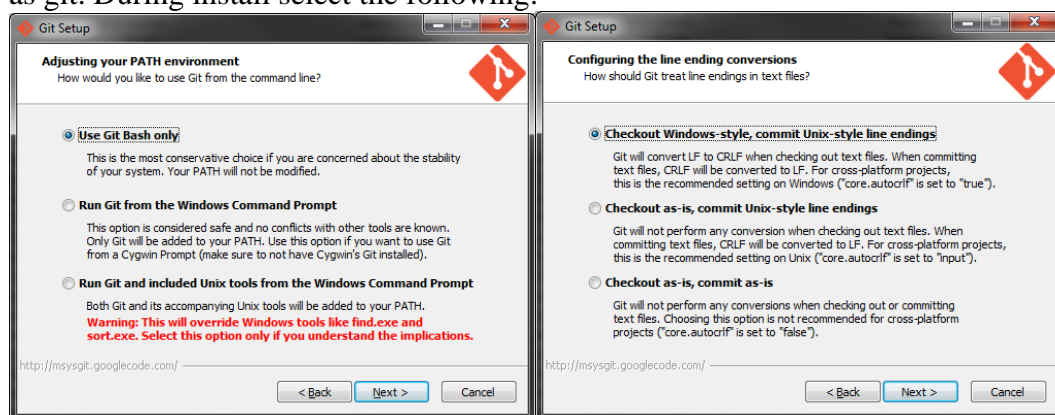 as git. During install select the following:
Git Setup
Adjusting your PATH environment
How would you like to use Git from the command line?
Use Git Bash only
This is the most conservative choice if you are concerned about the stability
of your system. Your PATH will not be modified.
Run Git from the Windows Command Prompt
This option is considered safe and no conflicts with other tools are known.
Only Git will be added to your PATH. Use this option if you want to use Git
from a Cygwin Prompt (make sure to not have Cygwin's Git installed).
Run Git and included Unix tools from the Windows Command Prompt
Both Git and its accompanying Unix tools will be added to your PATH.
Warning: This will override Windows tools like find.exe and
sort.exe. Select this option only if you understand the implications.
http://msysgit.googlecode.com/
< Back
Next >
Cancel
Git Setup
Configuring the line ending conversions
How should Git treat line endings in text files?
Checkout Windows-style, commit Unix-style line endings
Git will convert LF to CRLF when checking out text files. When committing
text files, CRLF will be converted to LF. For cross-platform projects,
this is the recommended setting on Windows ("core.autocrlf" is set to "true").
Checkout as-is, commit Unix-style line endings
Git will not perform any conversion when checking out text files. When
committing text files, CRLF will be converted to LF. For cross-platform projects,
this is the recommended setting on Unix ("core.autocrlf" is set to "input").
Checkout as-is, commit as-is
Git will not perform any conversions when checking out or committing
text files. Choosing this option is not recommended for cross-platform
projects ("core.autocrlf" is set to "false").
http://msysgit.googlecode.com/
< Back
Next >
Cancel